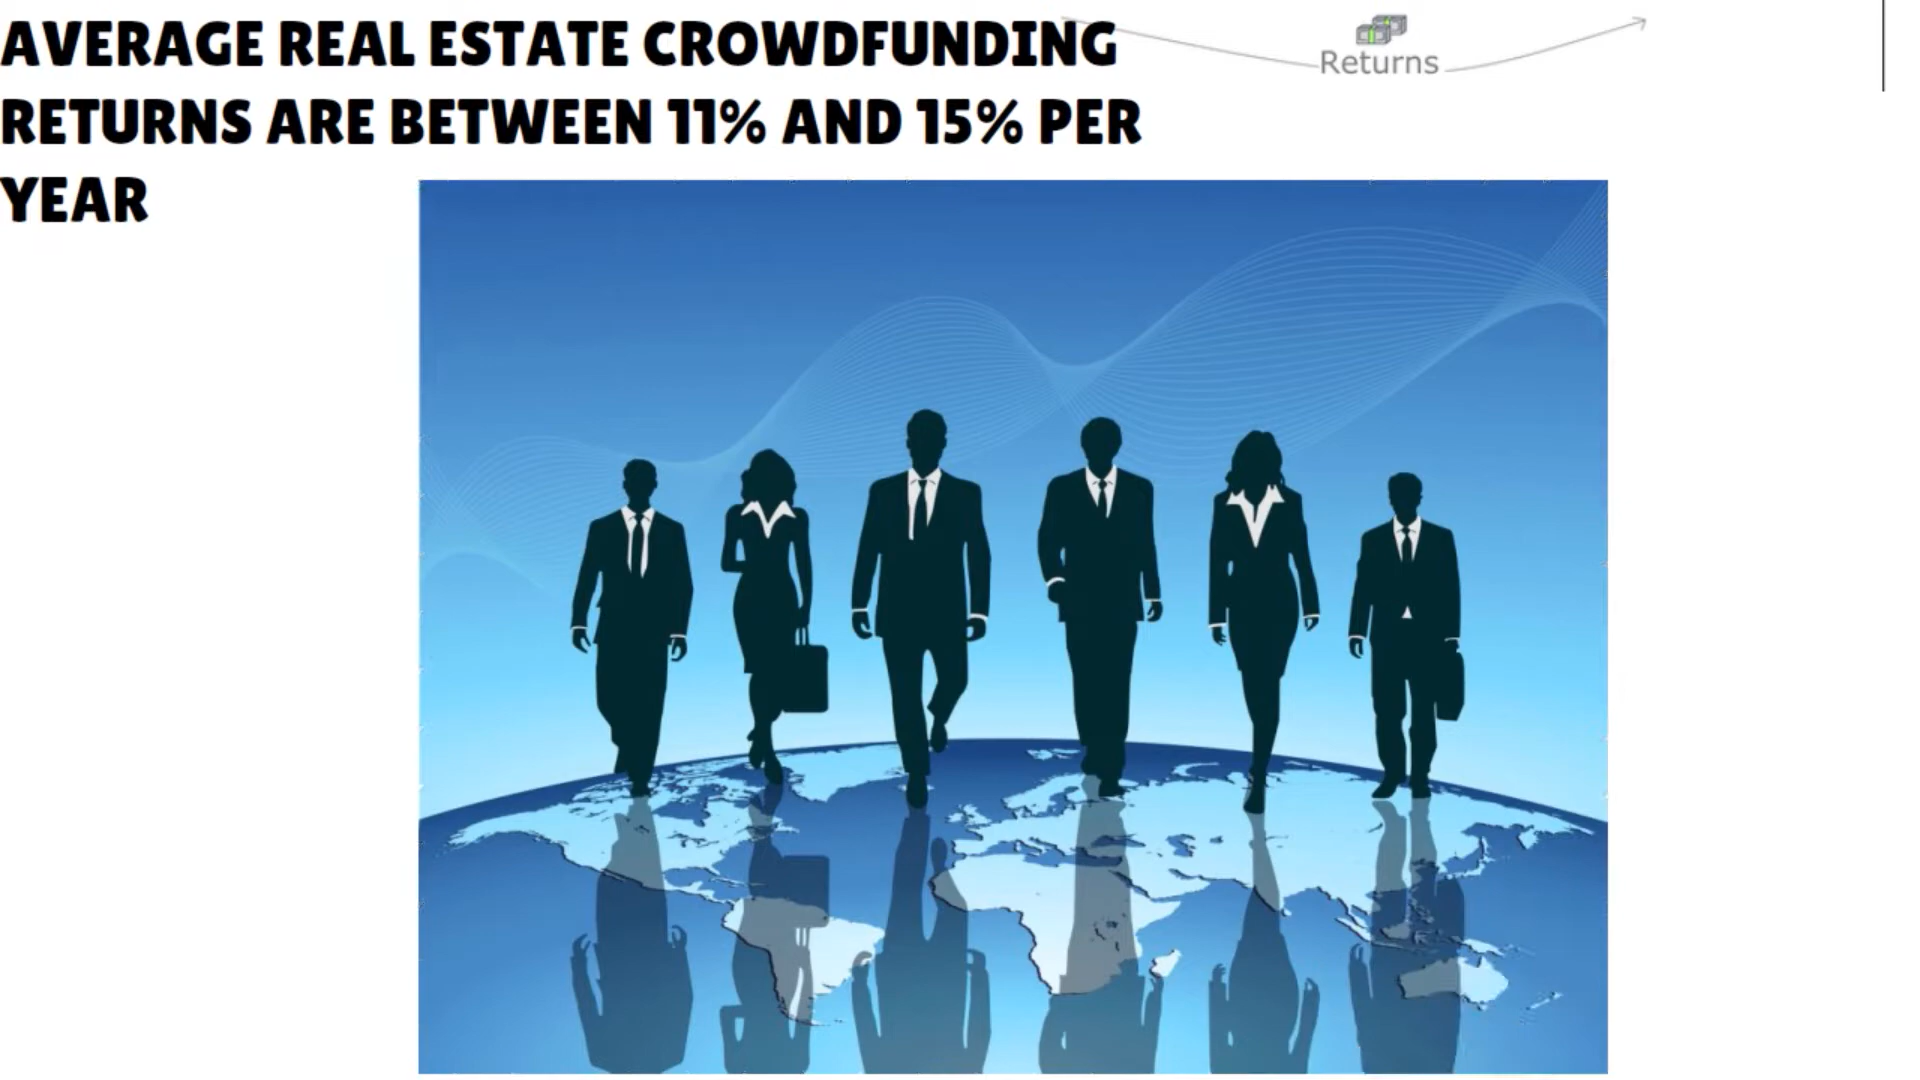 AVERAGE REAL ESTATE CROWDFUNDING
RETURNS ARE BETWEEN 11% AND 15% PER
YEAR
Returns